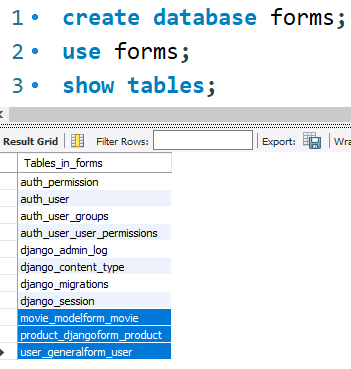 1 create database forms;
2 use forms;
3 show tables;
Result Grid Filter Rows: Export:
Tables_in_forms
auth_permission
auth_user
auth_user_groups
auth_user_user_permissions
django_admin_log
django_content_type
django_migrations
django_session
movie_modelform_movie
product_djangoform_product
user_generalform_user